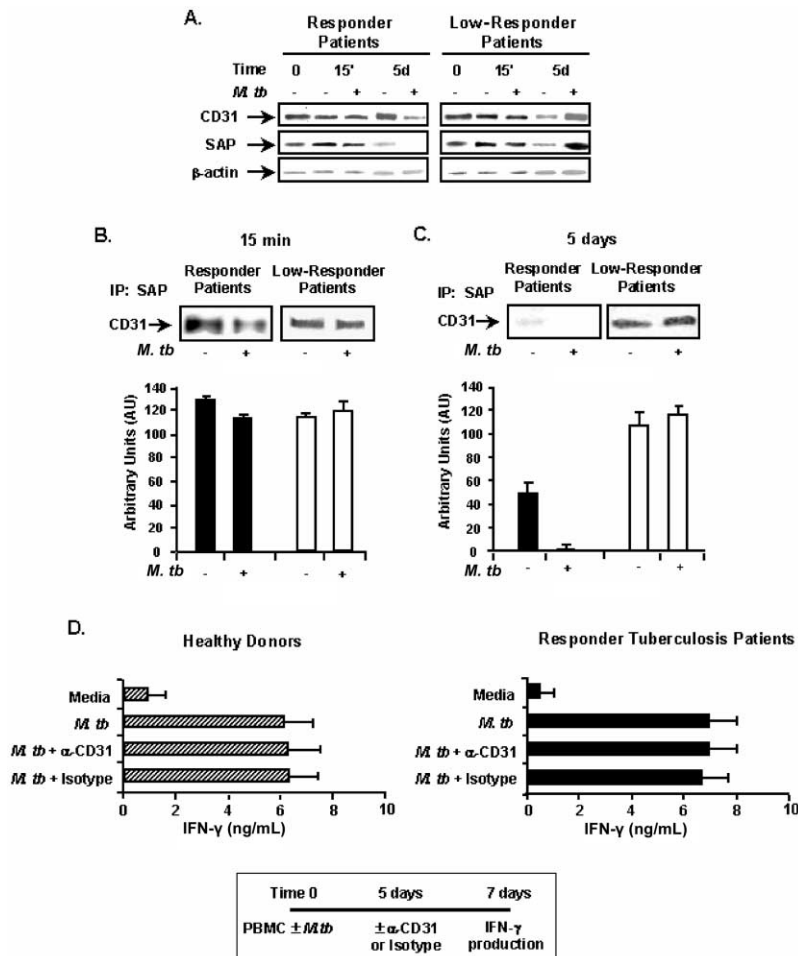 A.
Responder Patients
Low-Responder Patients
Time 0 15' 5d 0 15' 5d
M. tb - - + - + - - + - +
CD31
SAP
β-actin
B.
15 min
Responder Patients
Low-Responder Patients
IP: SAP
CD31
M. tb - + - +
Arbitrary Units (AU)
140
120
100
80
60
40
20
0
M. tb - + - +
C.
5 days
Responder Patients
Low-Responder Patients
IP: SAP
CD31
M. tb - + - +
Arbitrary Units (AU)
140
120
100
80
60
40
20
0
M. tb - + - +
D.
Healthy Donors
Media
M. tb
M. tb + α-CD31
M. tb + Isotype
0 2 4 6 8 10
IFN-γ (ng/mL)
Responder Tuberculosis Patients
Media
M. tb
M. tb + α-CD31
M. tb + Isotype
0 2 4 6 8 10
IFN-γ (ng/mL)
Time 0 5 days 7 days
PBMC ± M.tb ±α-CD31 IFN-γ
or Isotype production